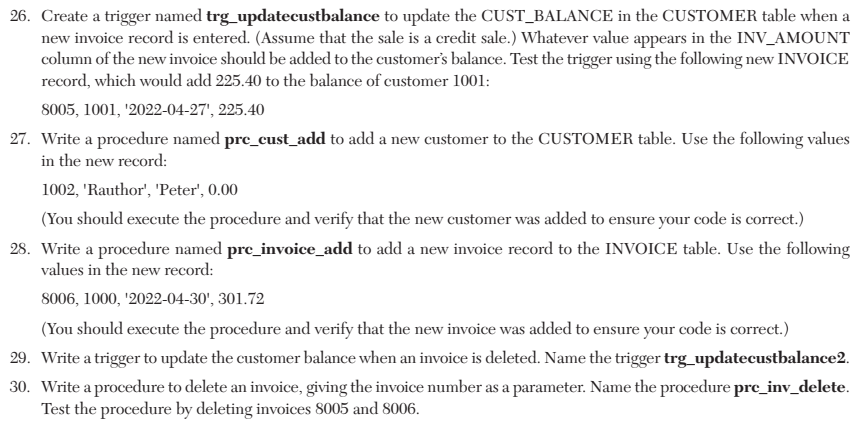 26. Create a trigger named trg_updatecustbalance to update the CUST_BALANCE in the CUSTOMER table when a
new invoice record is entered. (Assume that the sale is a credit sale.) Whatever value appears in the INV_AMOUNT
column of the new invoice should be added to the customer's balance. Test the trigger using the following new INVOICE
record, which would add 225.40 to the balance of customer 1001:
8005, 1001, '2022-04-27', 225.40
27. Write a procedure named prc_cust_add to add a new customer to the CUSTOMER table. Use the following values
in the new record:
1002, 'Rauthor', 'Peter', 0.00
(You should execute the procedure and verify that the new customer was added to ensure your code is correct.)
28. Write a procedure named prc_invoice_add to add a new invoice record to the INVOICE table. Use the following
values in the new record:
8006, 1000, '2022-04-30', 301.72
(You should execute the procedure and verify that the new invoice was added to ensure your code is correct.)
29. Write a trigger to update the customer balance when an invoice is deleted. Name the trigger trg_updatecustbalance2.
30. Write a procedure to delete an invoice, giving the invoice number as a parameter. Name the procedure prc_inv_delete.
Test the procedure by deleting invoices 8005 and 8006.